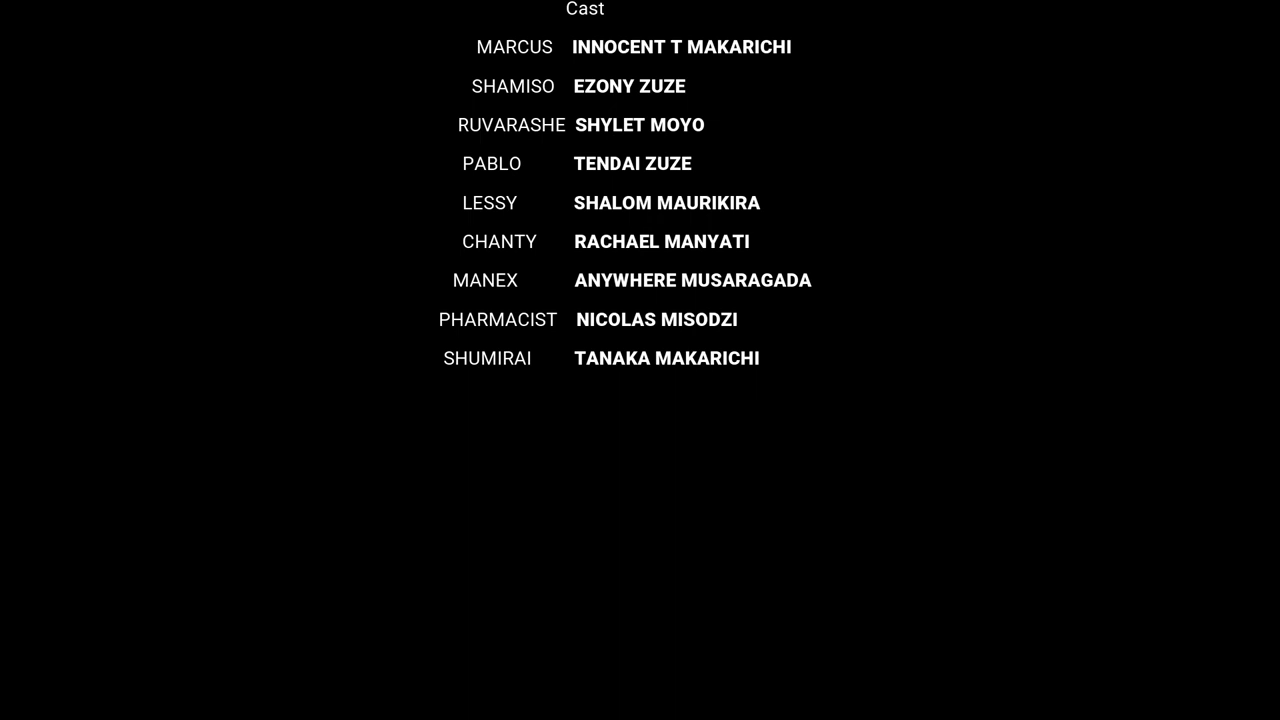 Cast
MARCUS INNOCENT T MAKARICHI
SHAMISO EZONY ZUZE
RUVARASHE SHYLET MOYO
PABLO TENDAI ZUZE
LESSY SHALOM MAURIKIRA
CHANTY RACHAEL MANYATI
MANEX ANYWHERE MUSARAGADA
PHARMACIST NICOLAS MISODZI
SHUMIRAI TANAKA MAKARICHI